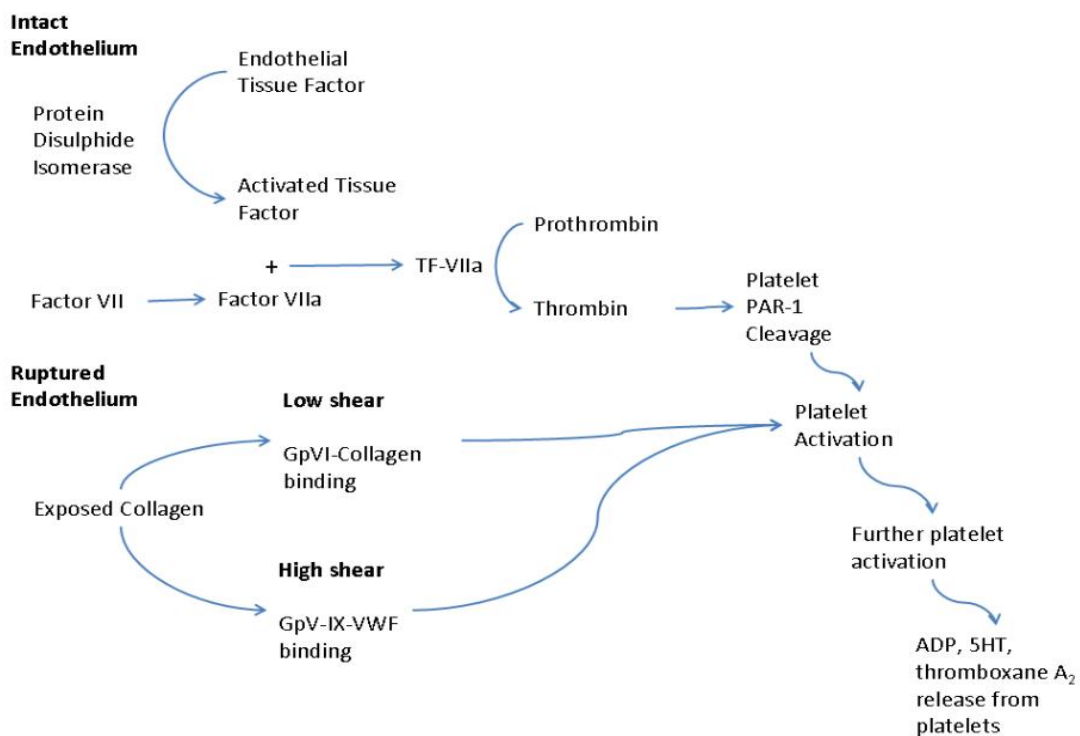 Intact
Endothelium
Endothelial
Tissue Factor
Protein
Disulphide
Isomerase
Activated Tissue
Factor
Prothrombin
+
TF-VIIa
Factor VII
Factor VIIa
Thrombin
Platelet
PAR-1
Cleavage
Ruptured
Endothelium
Low shear
GpVI-Collagen
binding
Platelet
Activation
Exposed Collagen
High shear
GpV-IX-VWF
binding
Further platelet
activation
ADP, 5HT,
thromboxane A₂
release from
platelets